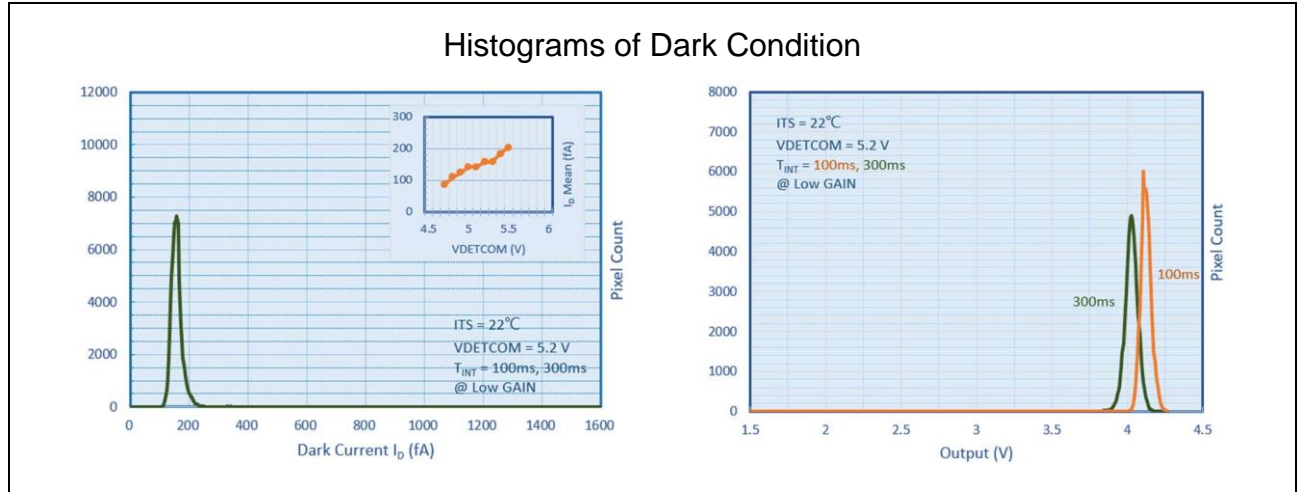 Histograms of Dark Condition
12000
10000
8000
6000
4000
2000
0
0 200 400 600 800 1000 1200 1400 1600
Dark Current I_D (fA)
Pixel Count
300
200
100
0
4.5 5 5.5 6
VDETCOM (V)
I_D Mean (fA)
ITS = 22℃
VDETCOM = 5.2 V
T_INT = 100ms, 300ms
@ Low GAIN
8000
7000
6000
5000
4000
3000
2000
1000
0
1.5 2 2.5 3 3.5 4 4.5
Output (V)
Pixel Count
ITS = 22℃
VDETCOM = 5.2 V
T_INT = 100ms, 300ms
@ Low GAIN
100ms
300ms